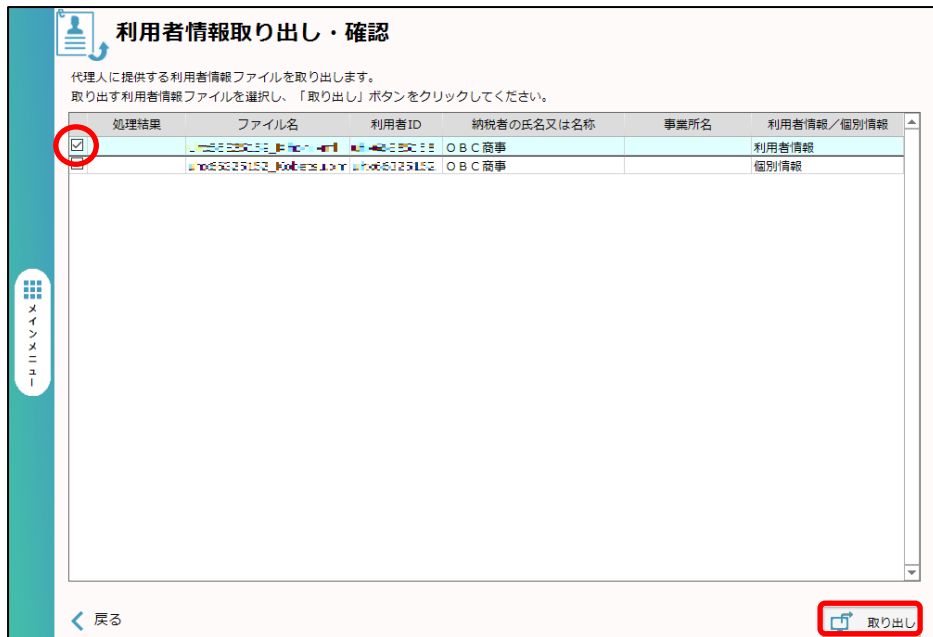 利用者情報取り出し・確認
代理人に提供する利用者情報ファイルを取り出します。
取り出す利用者情報ファイルを選択し、「取り出し」ボタンをクリックしてください。
処理結果 ファイル名 利用者ID 納税者の氏名又は名称 事業所名 利用者情報／個別情報
ＯＢＣ商事 利用者情報
ＯＢＣ商事 個別情報
メインメニュー
戻る
取り出し